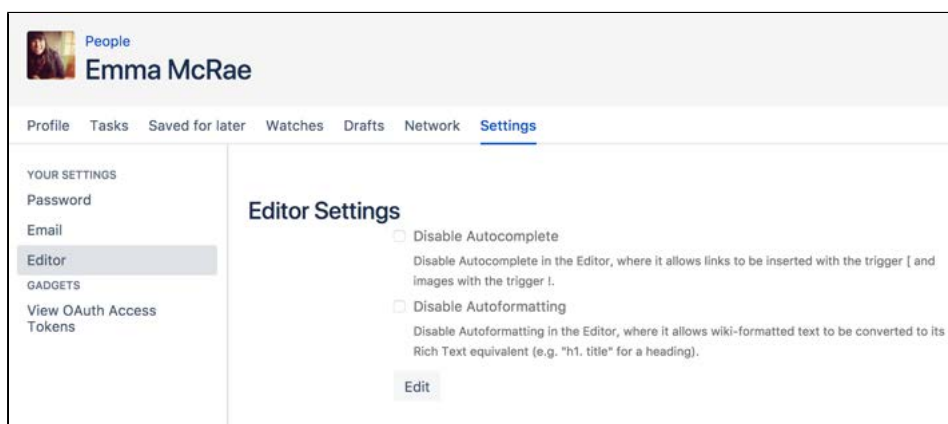 People
Emma McRae
Profile Tasks Saved for later Watches Drafts Network Settings
YOUR SETTINGS
Password
Email
Editor
GADGETS
View OAuth Access
Tokens
Editor Settings
Disable Autocomplete
Disable Autocomplete in the Editor, where it allows links to be inserted with the trigger [ and
images with the trigger !.
Disable Autoformatting
Disable Autoformatting in the Editor, where it allows wiki-formatted text to be converted to its
Rich Text equivalent (e.g. "h1. title" for a heading).
Edit